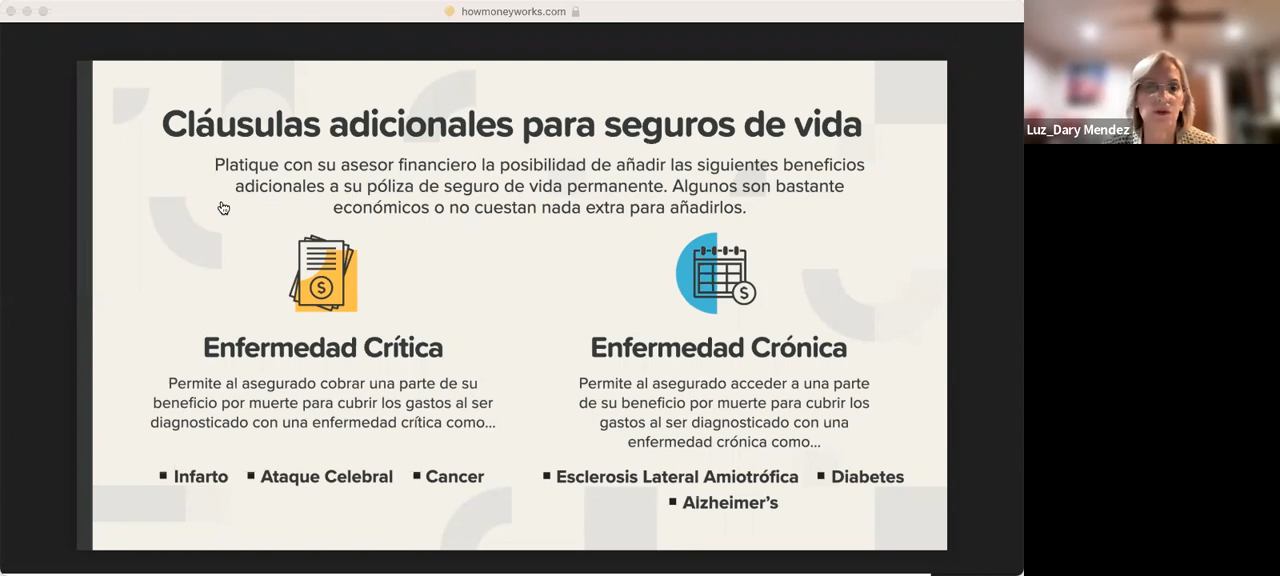 howmoneyworks.com
Luz_Dary Mendez
Cláusulas adicionales para seguros de vida
Platique con su asesor financiero la posibilidad de añadir las siguientes beneficios
adicionales a su póliza de seguro de vida permanente. Algunos son bastante
económicos o no cuestan nada extra para añadirlos.
Enfermedad Crítica
Permite al asegurado cobrar una parte de su
beneficio por muerte para cubrir los gastos al ser
diagnosticado con una enfermedad crítica como...
▪ Infarto ▪ Ataque Celebral ▪ Cancer
Enfermedad Crónica
Permite al asegurado acceder a una parte
de su beneficio por muerte para cubrir los
gastos al ser diagnosticado con una
enfermedad crónica como...
▪ Esclerosis Lateral Amiotrófica ▪ Diabetes
▪ Alzheimer's